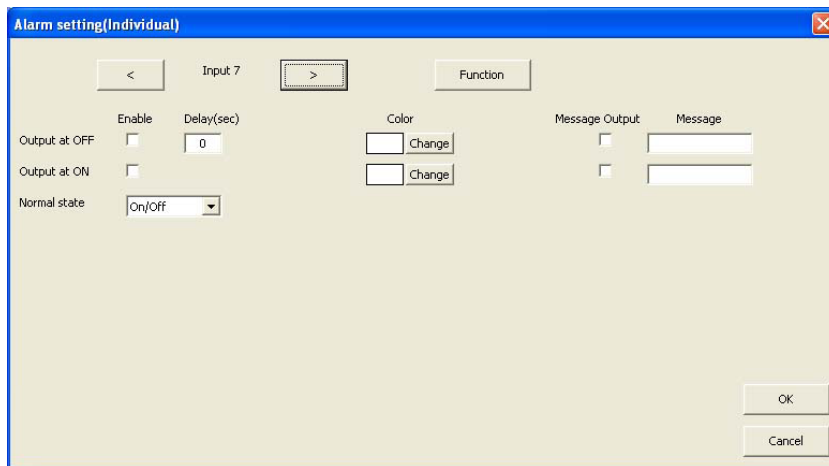 Alarm setting(Individual)
< Input 7 > Function
Enable Delay(sec) Color Message Output Message
Output at OFF 0 Change
Output at ON Change
Normal state On/Off
OK
Cancel